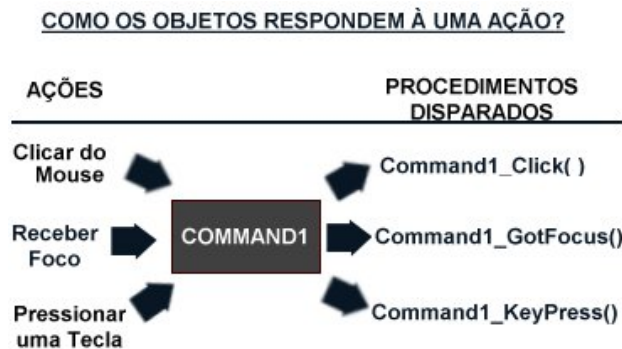 COMO OS OBJETOS RESPONDEM À UMA AÇÃO?
AÇÕES
PROCEDIMENTOS
DISPARADOS
Clicar do
Mouse
Command1_Click( )
Receber
Foco
COMMAND1
Command1_GotFocus()
Pressionar
uma Tecla
Command1_KeyPress()